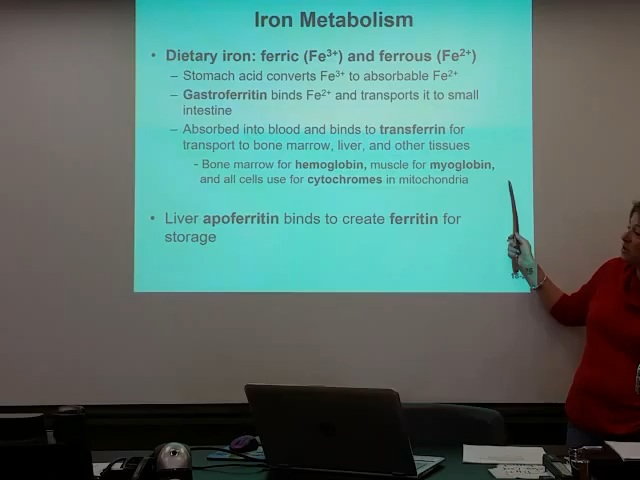 Iron Metabolism
• Dietary iron: ferric (Fe³⁺) and ferrous (Fe²⁺)
– Stomach acid converts Fe³⁺ to absorbable Fe²⁺
– Gastroferritin binds Fe²⁺ and transports it to small
intestine
– Absorbed into blood and binds to transferrin for
transport to bone marrow, liver, and other tissues
- Bone marrow for hemoglobin, muscle for myoglobin,
and all cells use for cytochromes in mitochondria
• Liver apoferritin binds to create ferritin for
storage